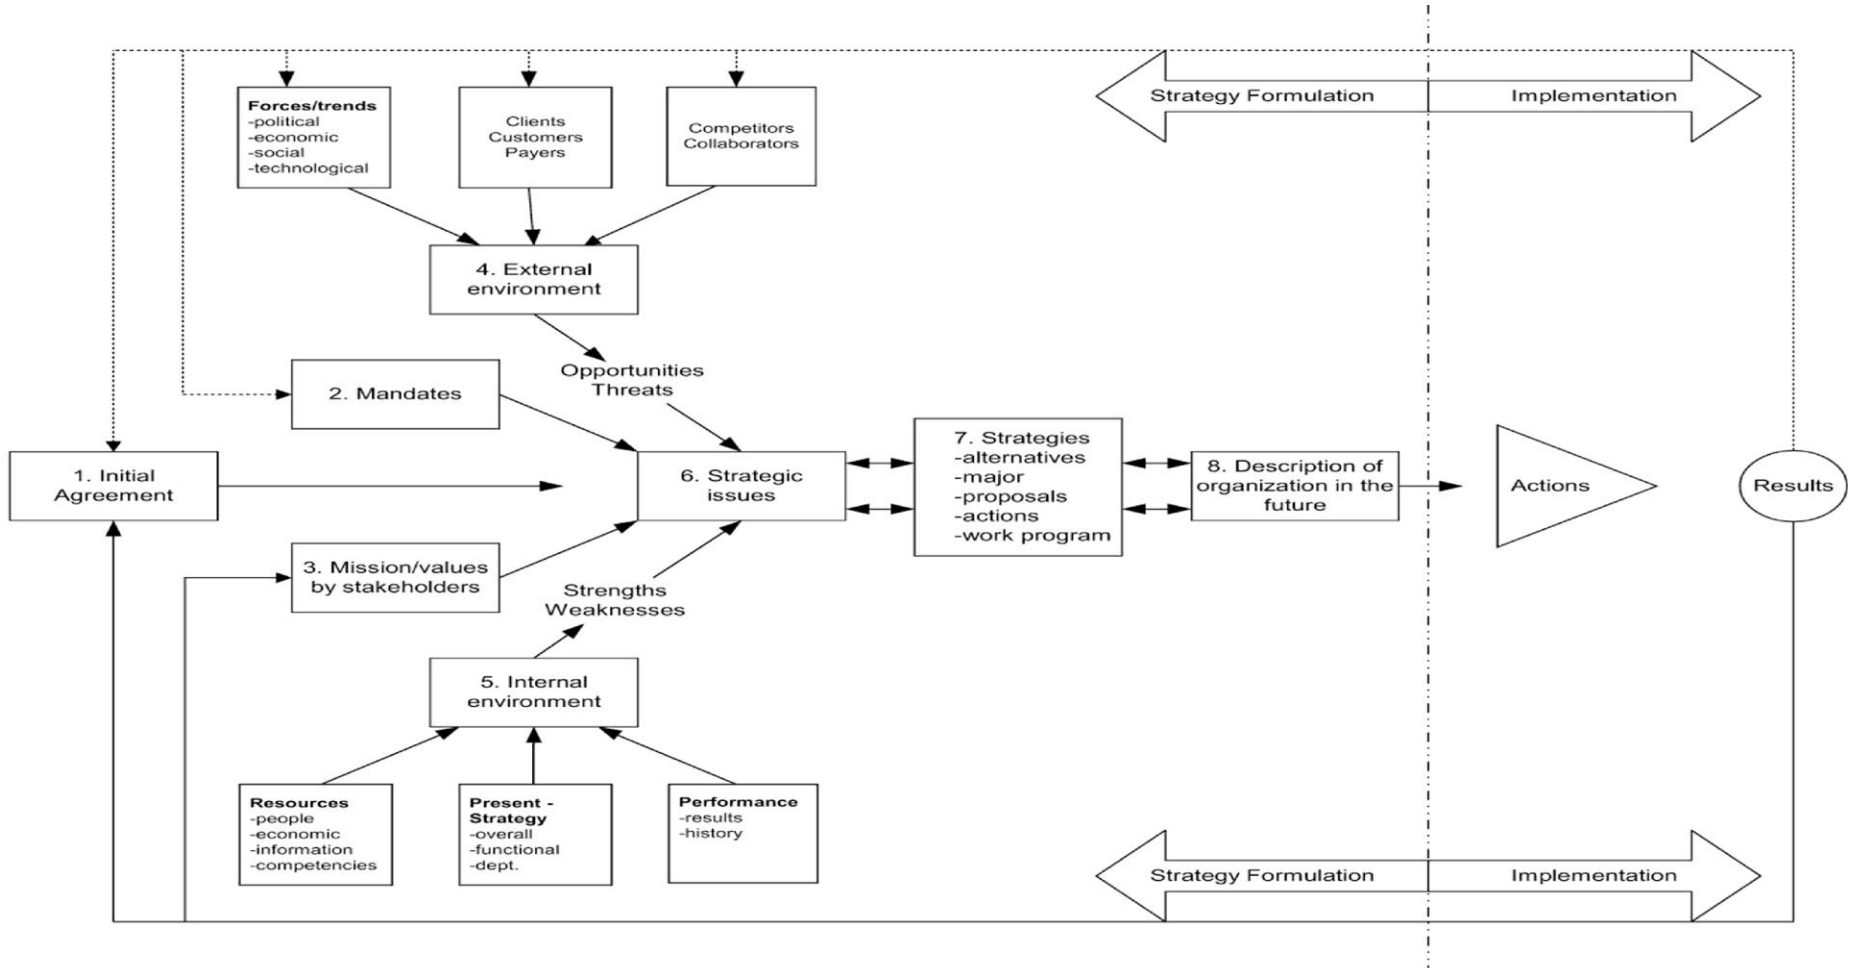 Forces/trends
-political
-economic
-social
-technological
Clients
Customers
Payers
Competitors
Collaborators
Strategy Formulation
Implementation
4. External
environment
Opportunities
Threats
2. Mandates
1. Initial
Agreement
6. Strategic
issues
7. Strategies
-alternatives
-major
-proposals
-actions
-work program
8. Description of
organization in the
future
Actions
Results
3. Mission/values
by stakeholders
Strengths
Weaknesses
5. Internal
environment
Resources
-people
-economic
-information
-competencies
Present -
Strategy
-overall
-functional
-dept.
Performance
-results
-history
Strategy Formulation
Implementation